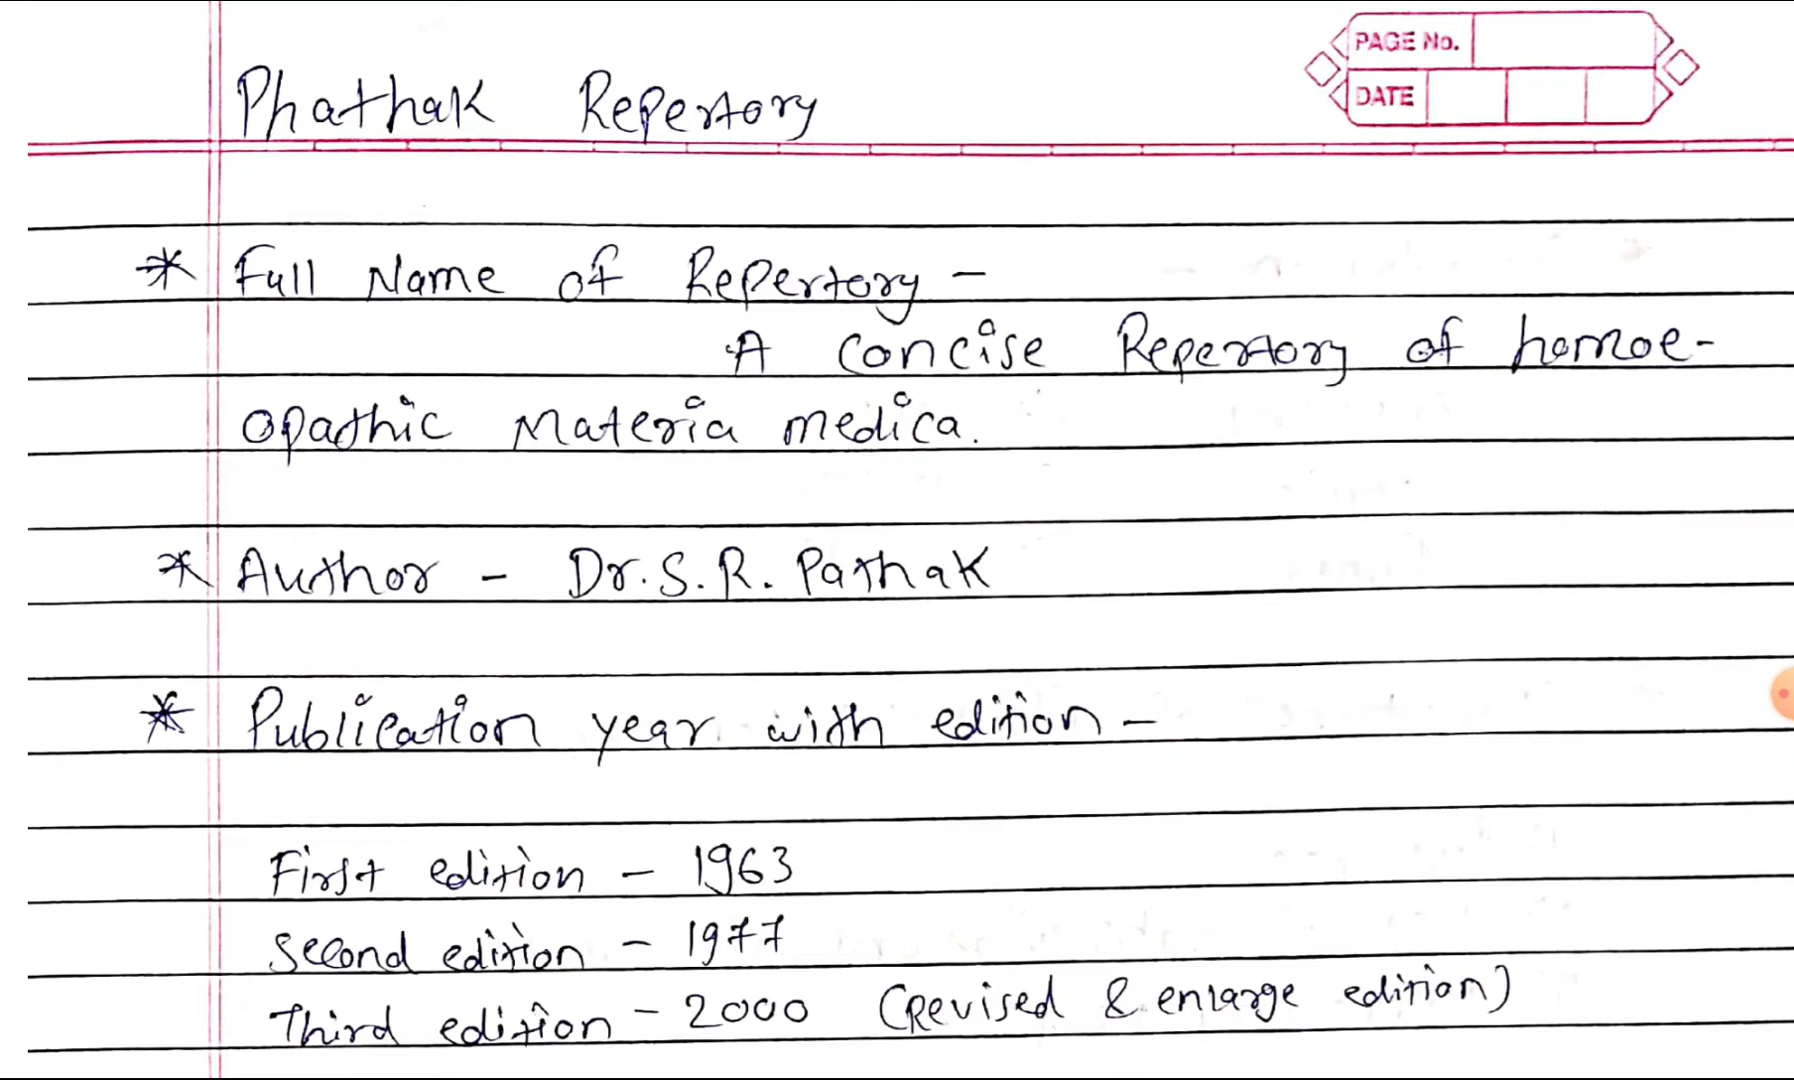 PAGE No.
DATE
Phathak Repertory
* Full Name of Repertory -
A concise Repertory of homoe-
opathic Materia medica.
* Author - Dr. S. R. Pathak
* Publication year with edition -
First edition - 1963
Second edition - 1977
Third edition - 2000 (Revised & enlarge edition)